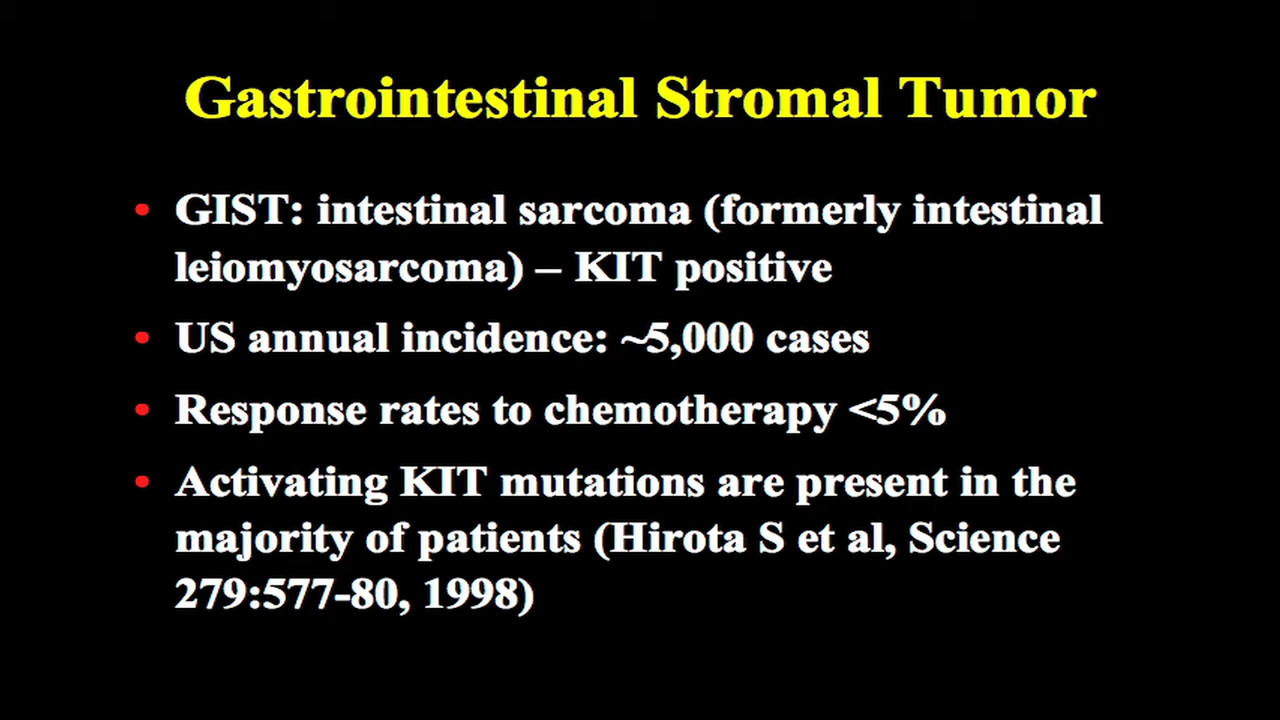 Gastrointestinal Stromal Tumor
• GIST: intestinal sarcoma (formerly intestinal
leiomyosarcoma) – KIT positive
• US annual incidence: ~5,000 cases
• Response rates to chemotherapy <5%
• Activating KIT mutations are present in the
majority of patients (Hirota S et al, Science
279:577-80, 1998)